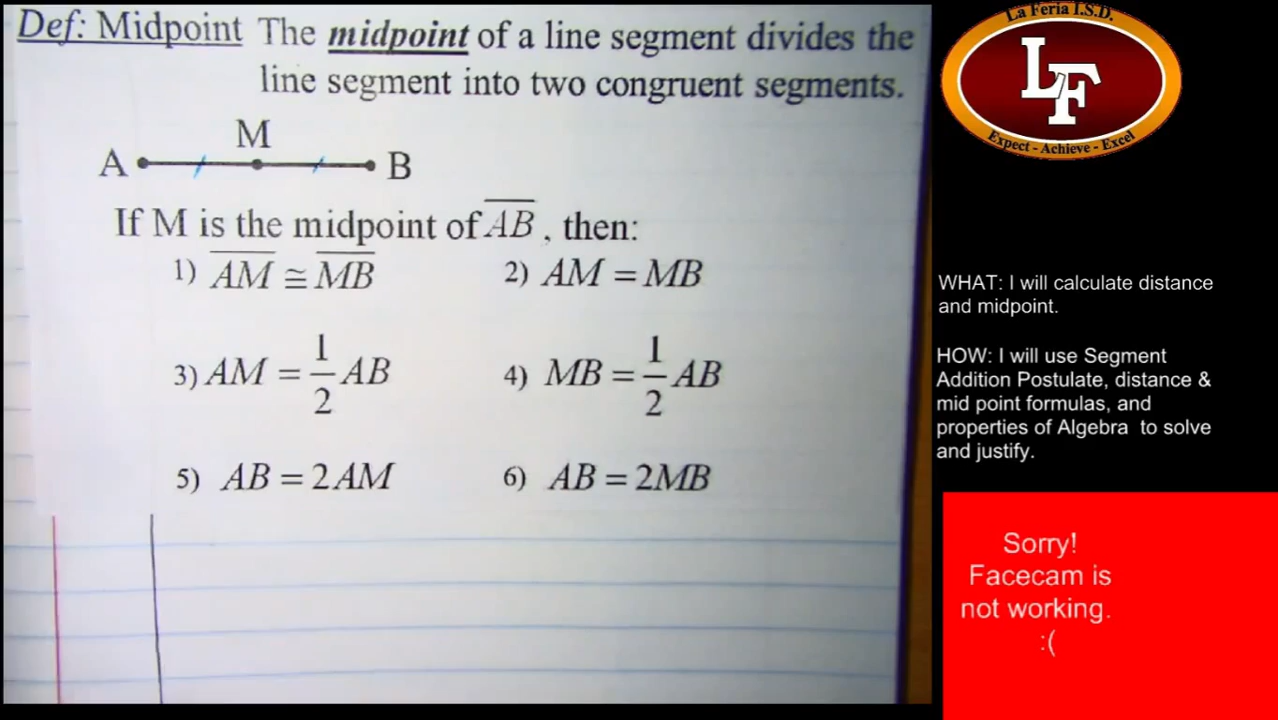 Def: Midpoint The midpoint of a line segment divides the
line segment into two congruent segments.
M
A B
If M is the midpoint of \overline{AB}, then:
1) \overline{AM} ≅ \overline{MB} 2) AM = MB
3) AM = 1/2 AB 4) MB = 1/2 AB
5) AB = 2AM 6) AB = 2MB
La Feria I.S.D.
LF
Expect - Achieve - Excel
WHAT: I will calculate distance
and midpoint.
HOW: I will use Segment
Addition Postulate, distance &
mid point formulas, and
properties of Algebra to solve
and justify.
Sorry!
Facecam is
not working.
:(